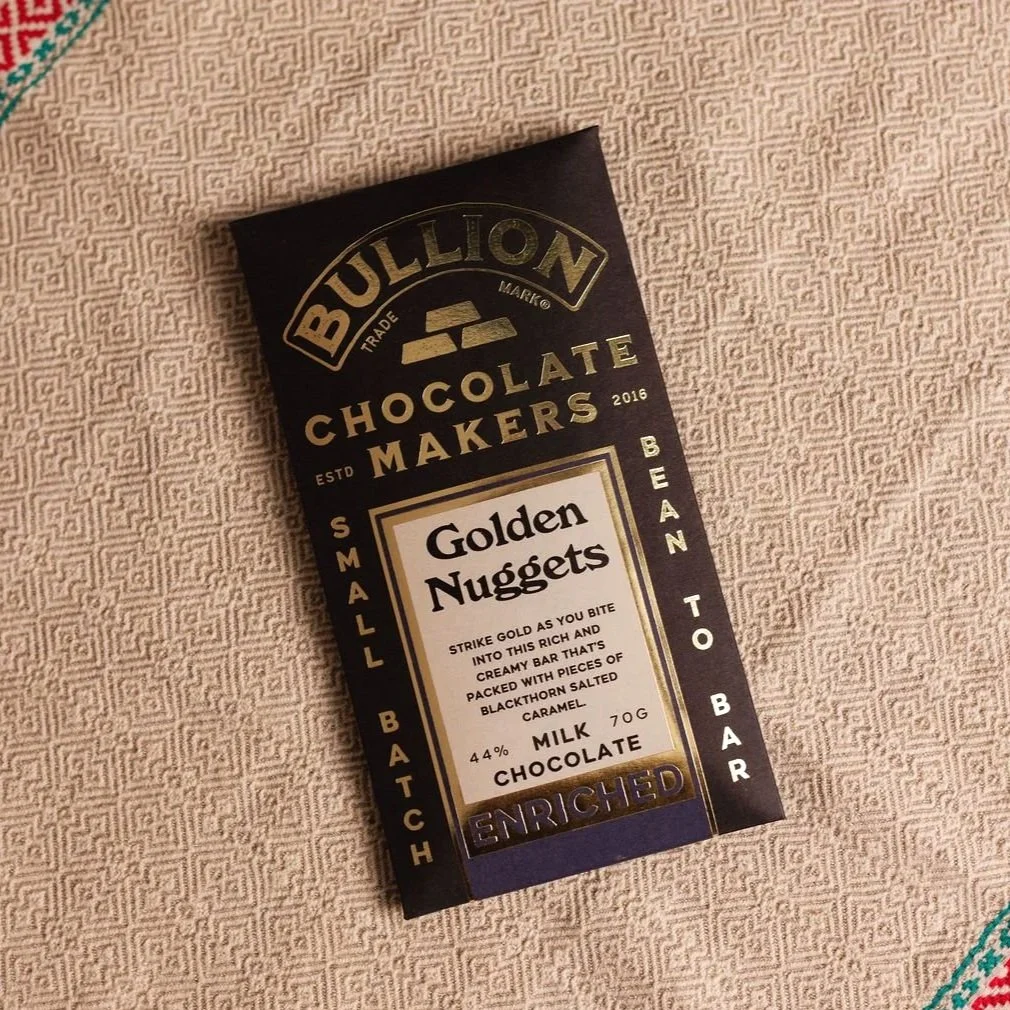 BULLION
TRADE MARK®
CHOCOLATE
ESTD MAKERS 2016
SMALL BATCH
BEAN TO BAR
Golden
Nuggets
STRIKE GOLD AS YOU BITE
INTO THIS RICH AND
CREAMY BAR THAT'S
PACKED WITH PIECES OF
BLACKTHORN SALTED
CARAMEL.
44% MILK 70G
CHOCOLATE
ENRICHED